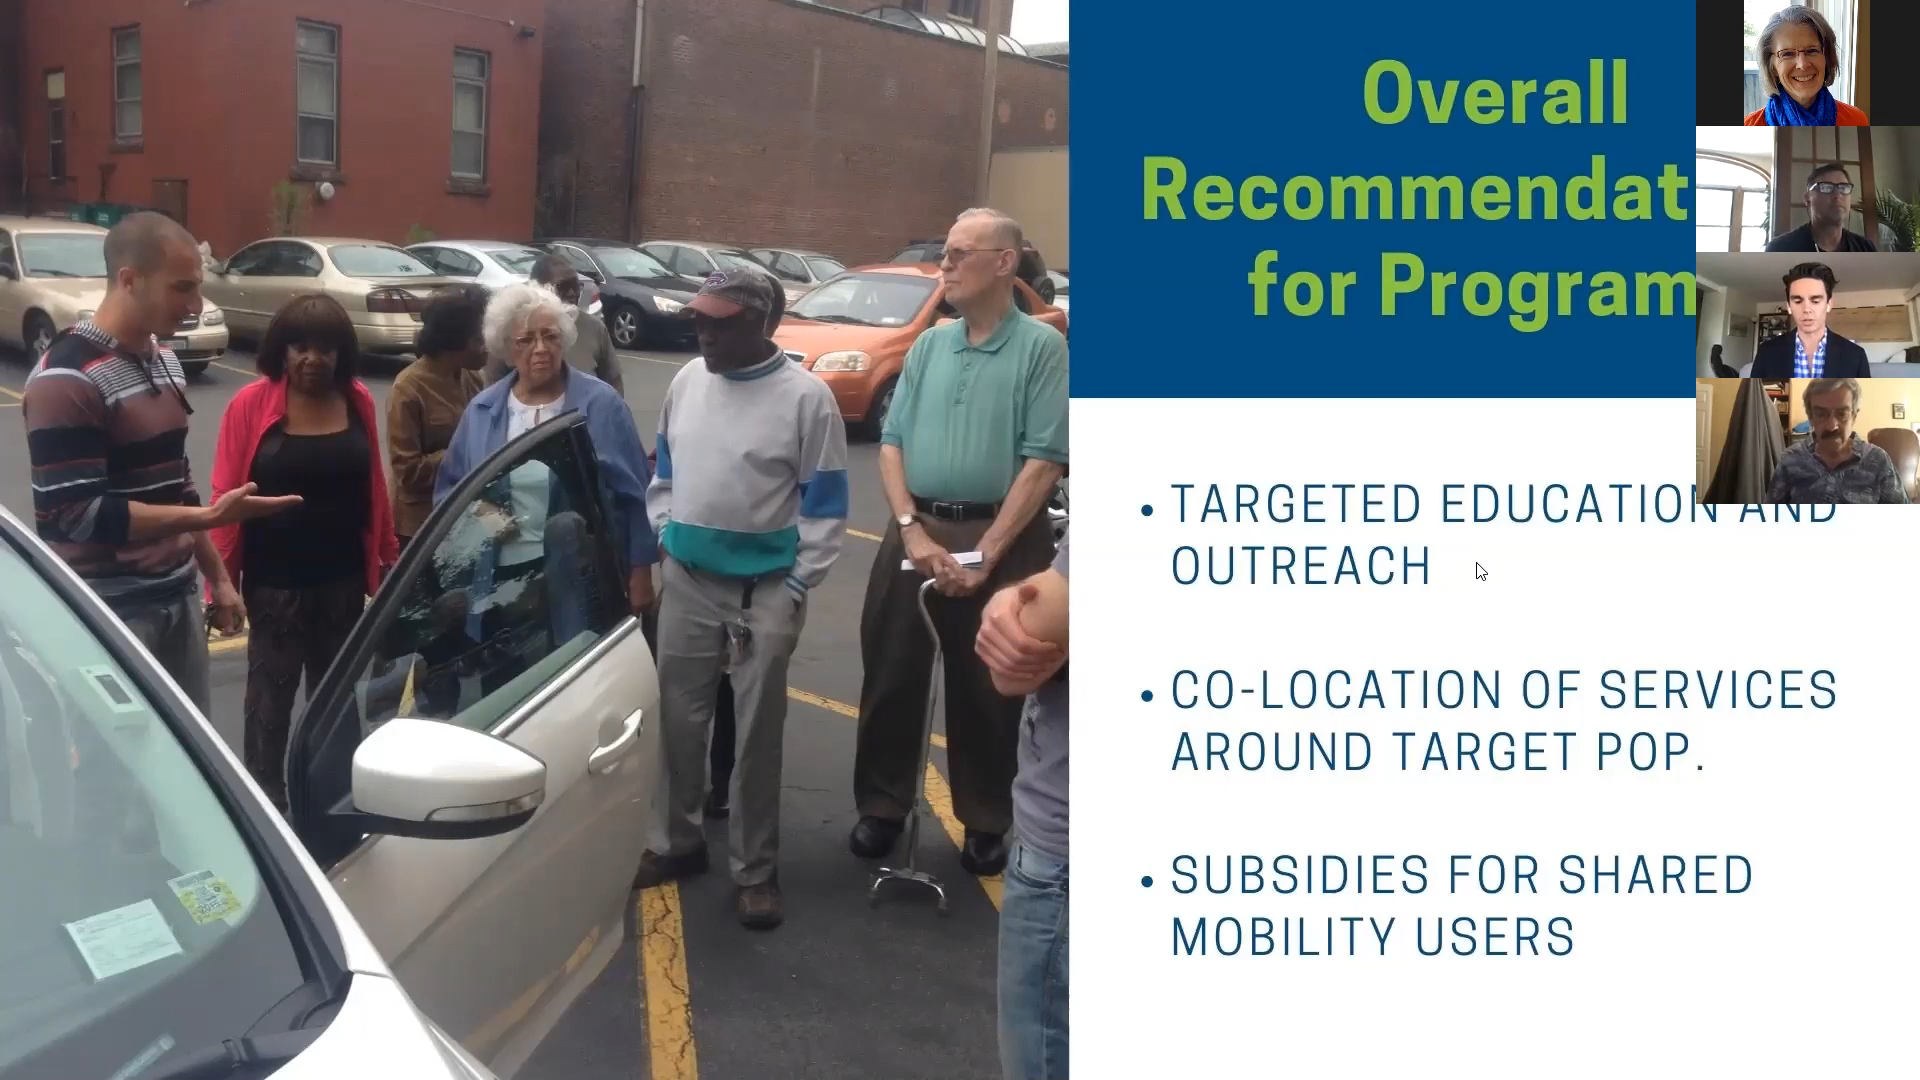 Overall
Recommendat
for Program
• TARGETED EDUCATION AND
OUTREACH
• CO-LOCATION OF SERVICES
AROUND TARGET POP.
• SUBSIDIES FOR SHARED
MOBILITY USERS